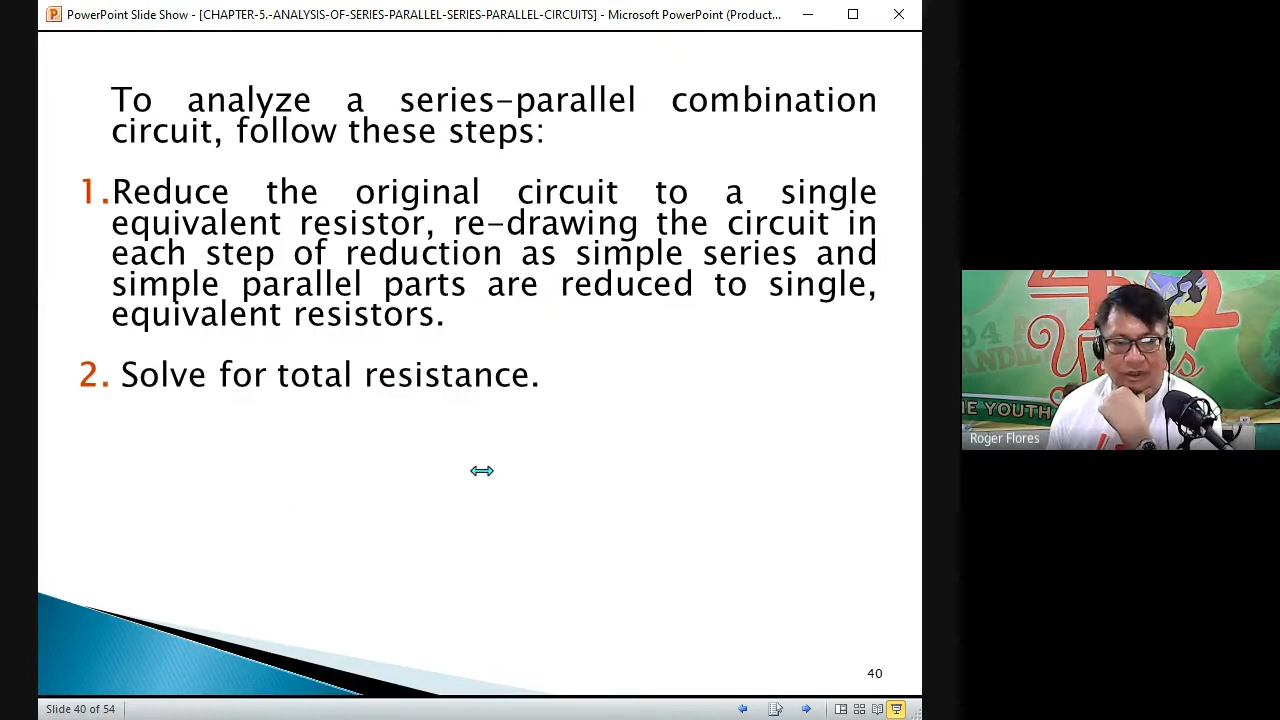 PowerPoint Slide Show - [CHAPTER-5.-ANALYSIS-OF-SERIES-PARALLEL-SERIES-PARALLEL-CIRCUITS] - Microsoft PowerPoint (Product...
To analyze a series-parallel combination
circuit, follow these steps:
1. Reduce the original circuit to a single
equivalent resistor, re-drawing the circuit in
each step of reduction as simple series and
simple parallel parts are reduced to single,
equivalent resistors.
2. Solve for total resistance.
40
Slide 40 of 54
THE YOUTH
Roger Flores